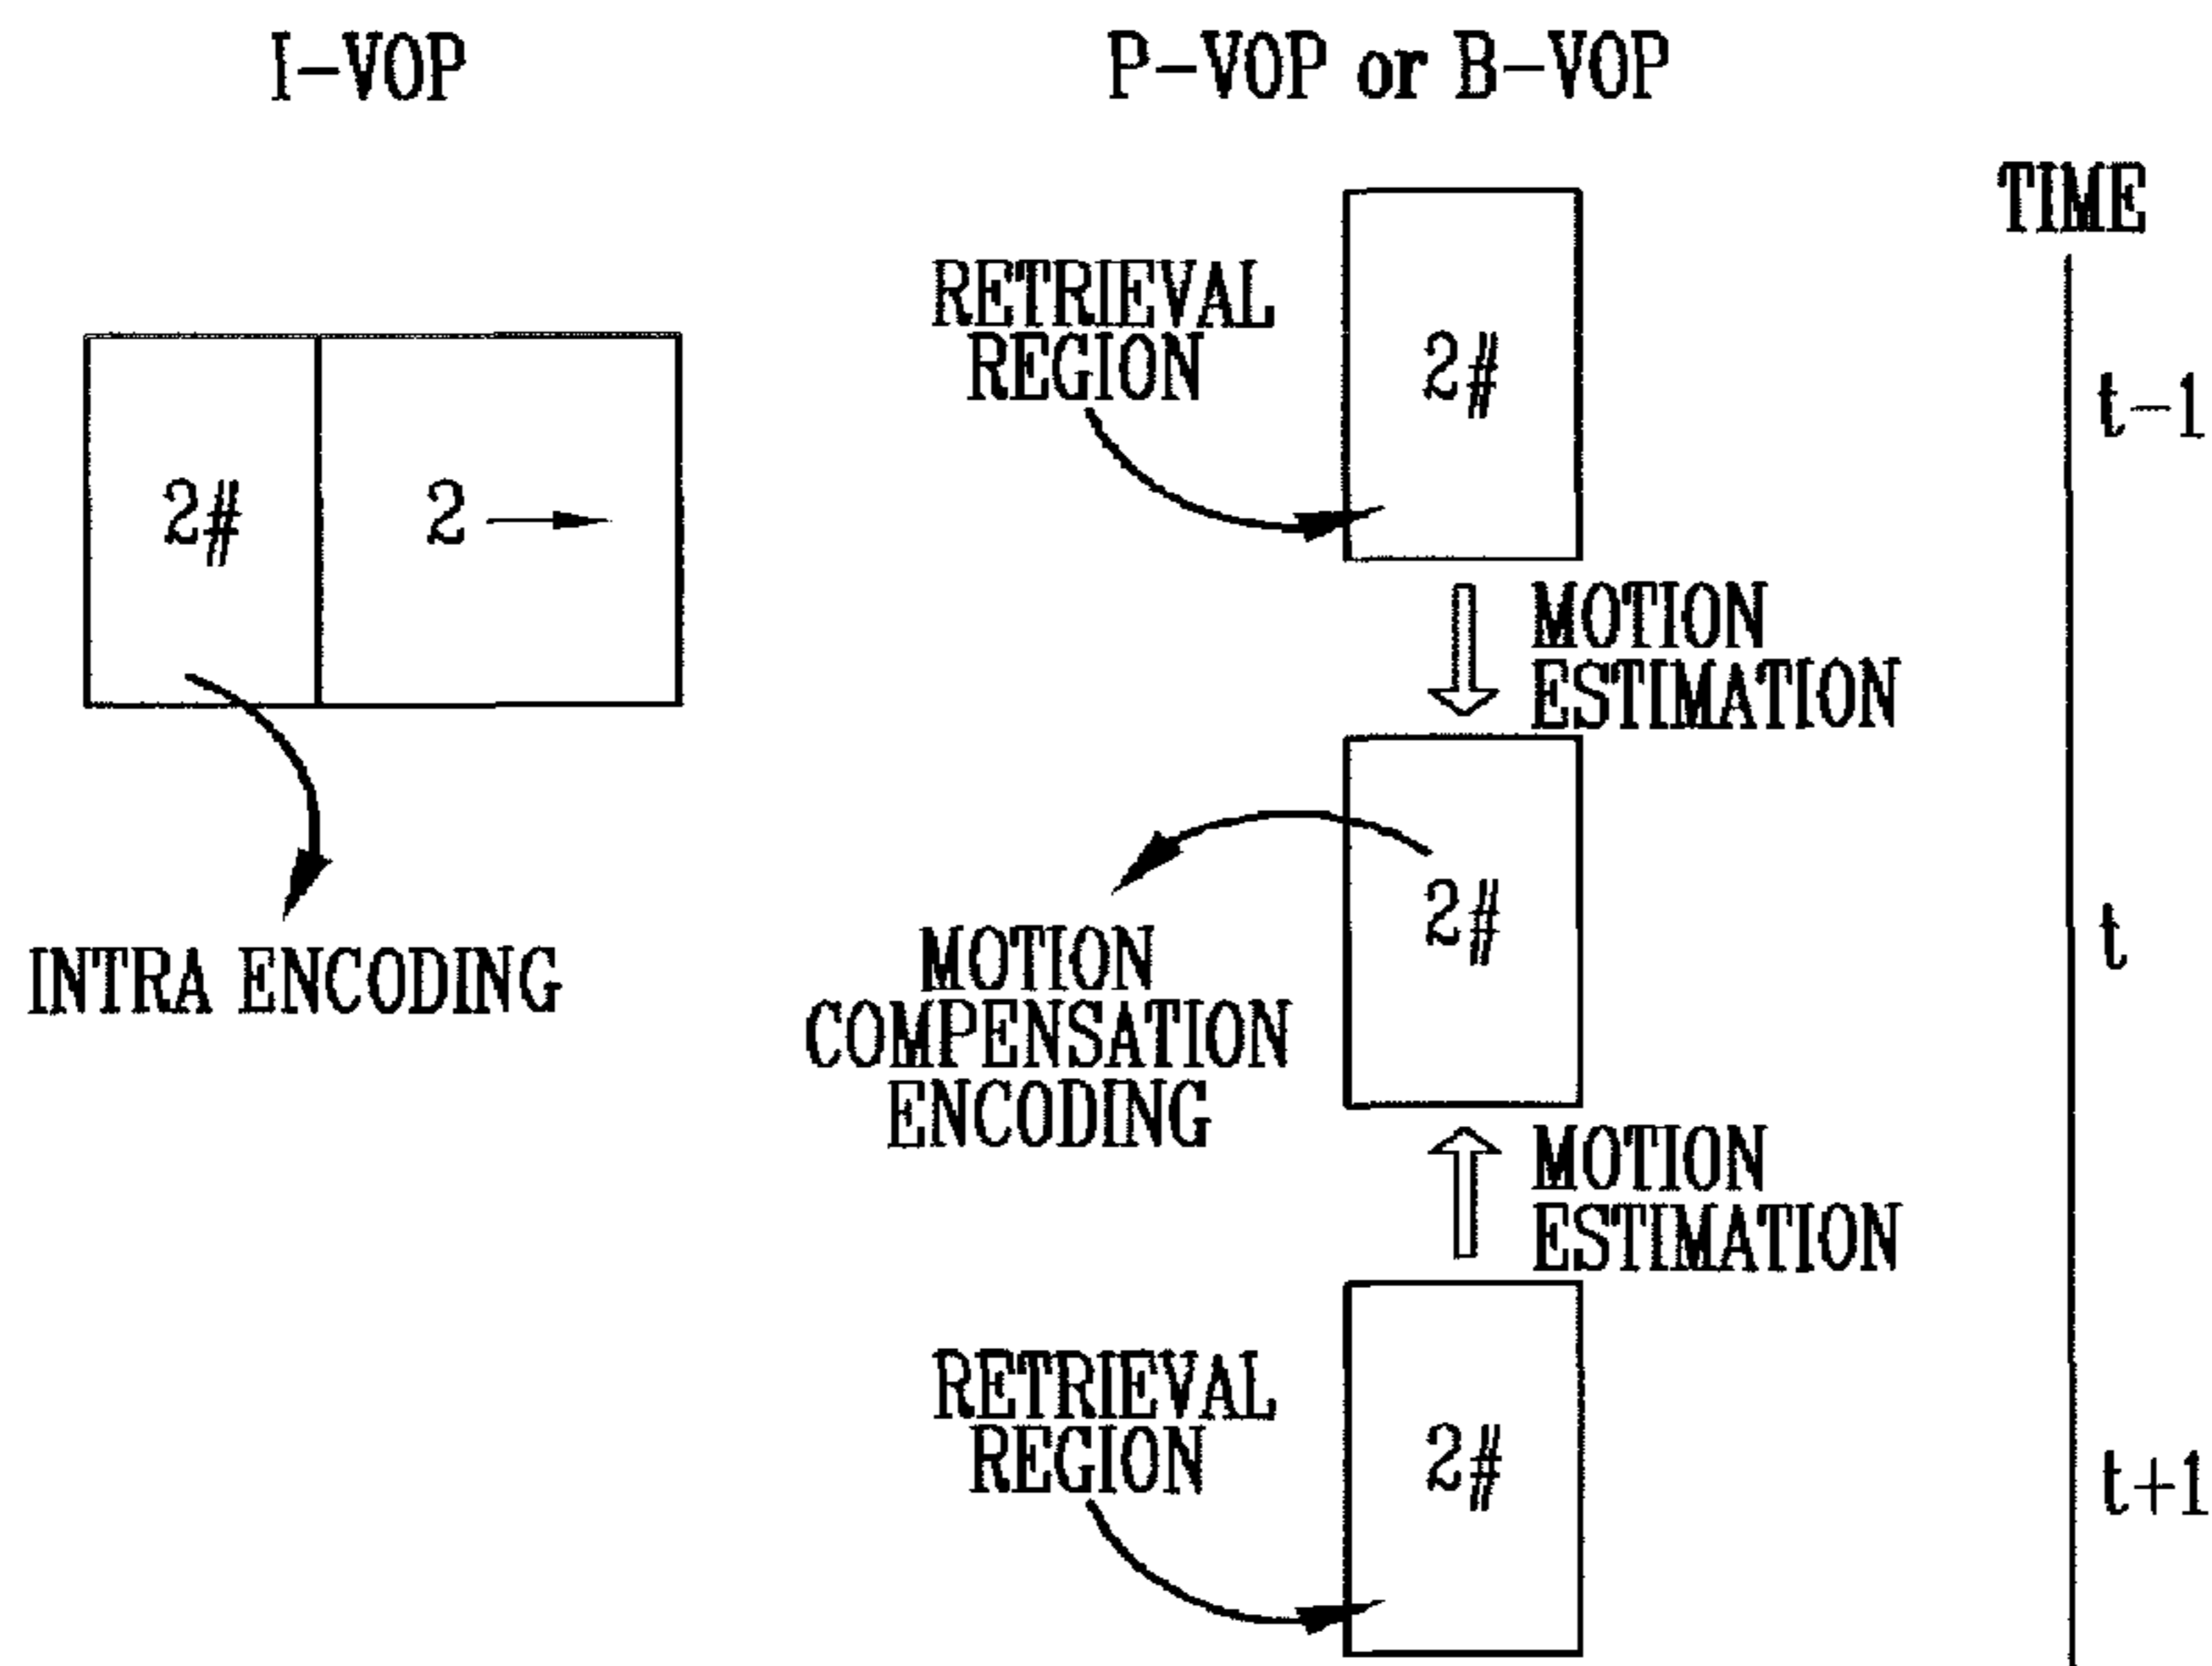 I-VOP
P-VOP or B-VOP
TIME
2#
2
INTRA ENCODING
RETRIEVAL
REGION
2#
t-1
MOTION
ESTIMATION
2#
t
MOTION
COMPENSATION
ENCODING
MOTION
ESTIMATION
RETRIEVAL
REGION
2#
t+1